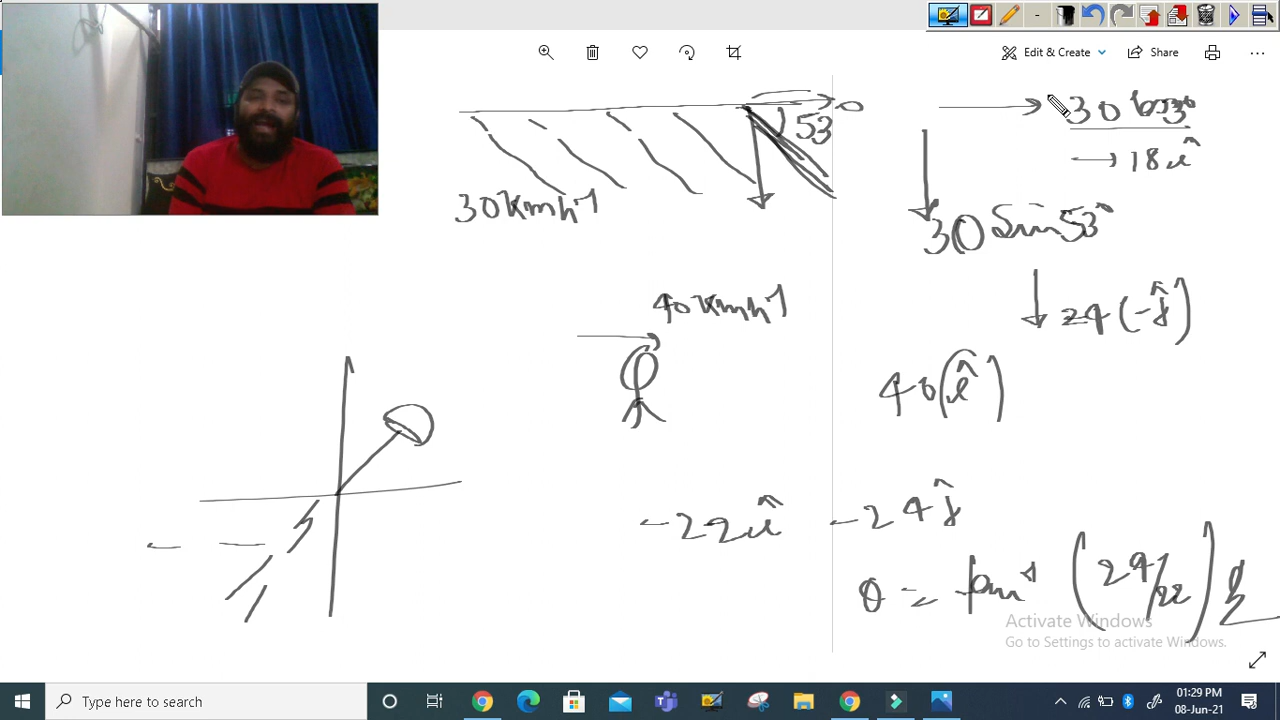 Edit & Create
Share
53
30 cos 53°
→ 18 î
30 kmh-1
30 Sin 53°
24 (-ĵ)
40 kmh-1
40 (î)
-22 î - 24 ĵ
θ = tan-1 (24/22)
Activate Windows
Go to Settings to activate Windows.
Type here to search
01:29 PM
08-Jun-21